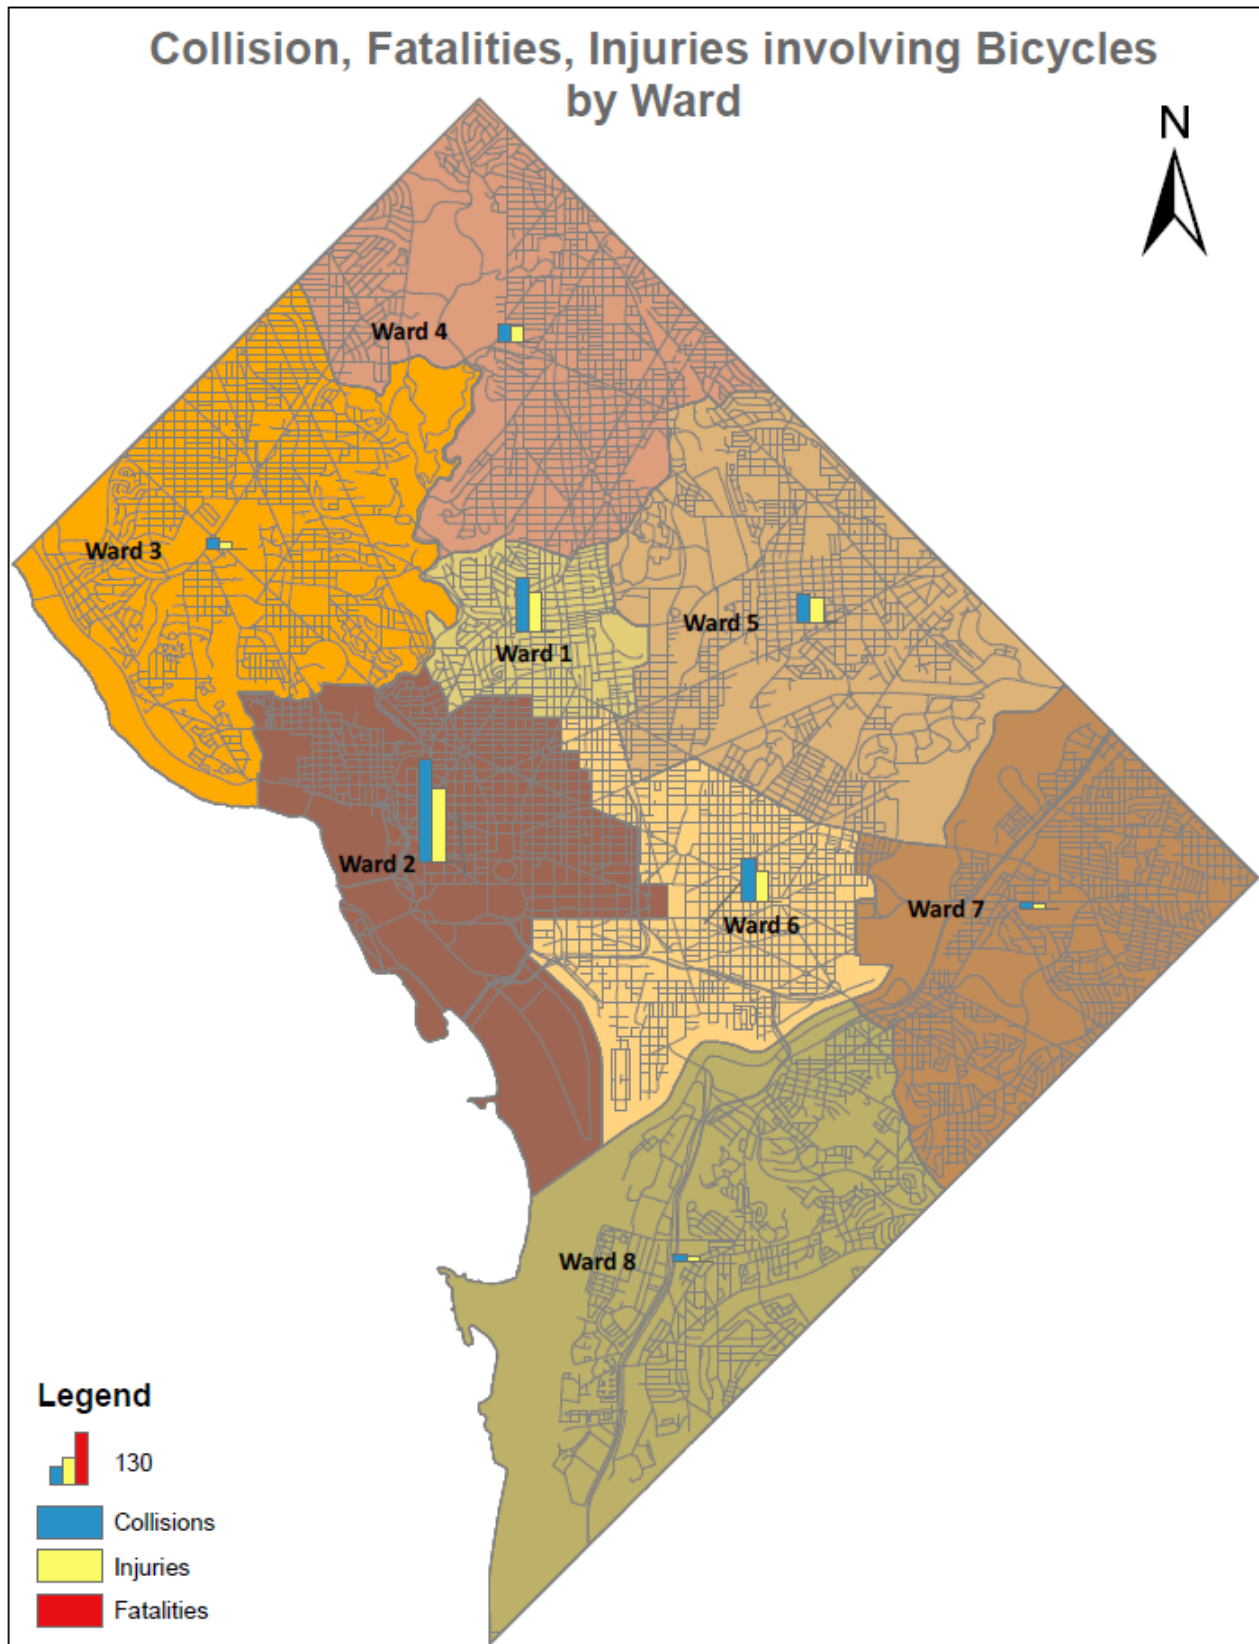 Collision, Fatalities, Injuries involving Bicycles
by Ward
N
Ward 4
Ward 3
Ward 5
Ward 1
Ward 2
Ward 7
Ward 6
Ward 8
Legend
130
Collisions
Injuries
Fatalities